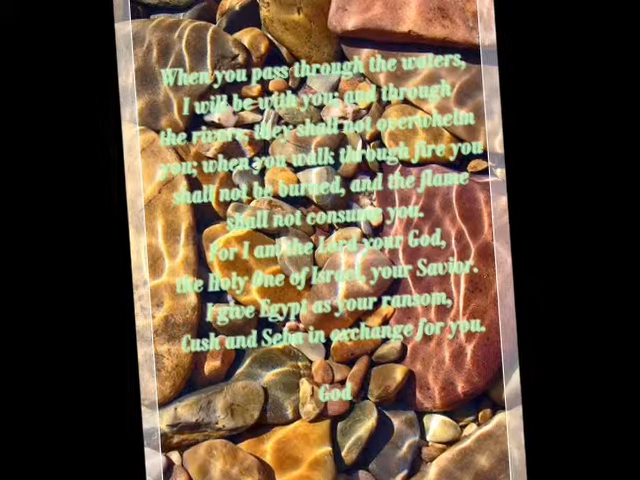 When you pass through the waters,
I will be with you; and through
the rivers, they shall not overwhelm
you; when you walk through fire you
shall not be burned, and the flame
shall not consume you.
For I am the Lord your God,
the Holy One of Israel, your Savior.
I give Egypt as your ransom,
Cush and Seba in exchange for you.
God